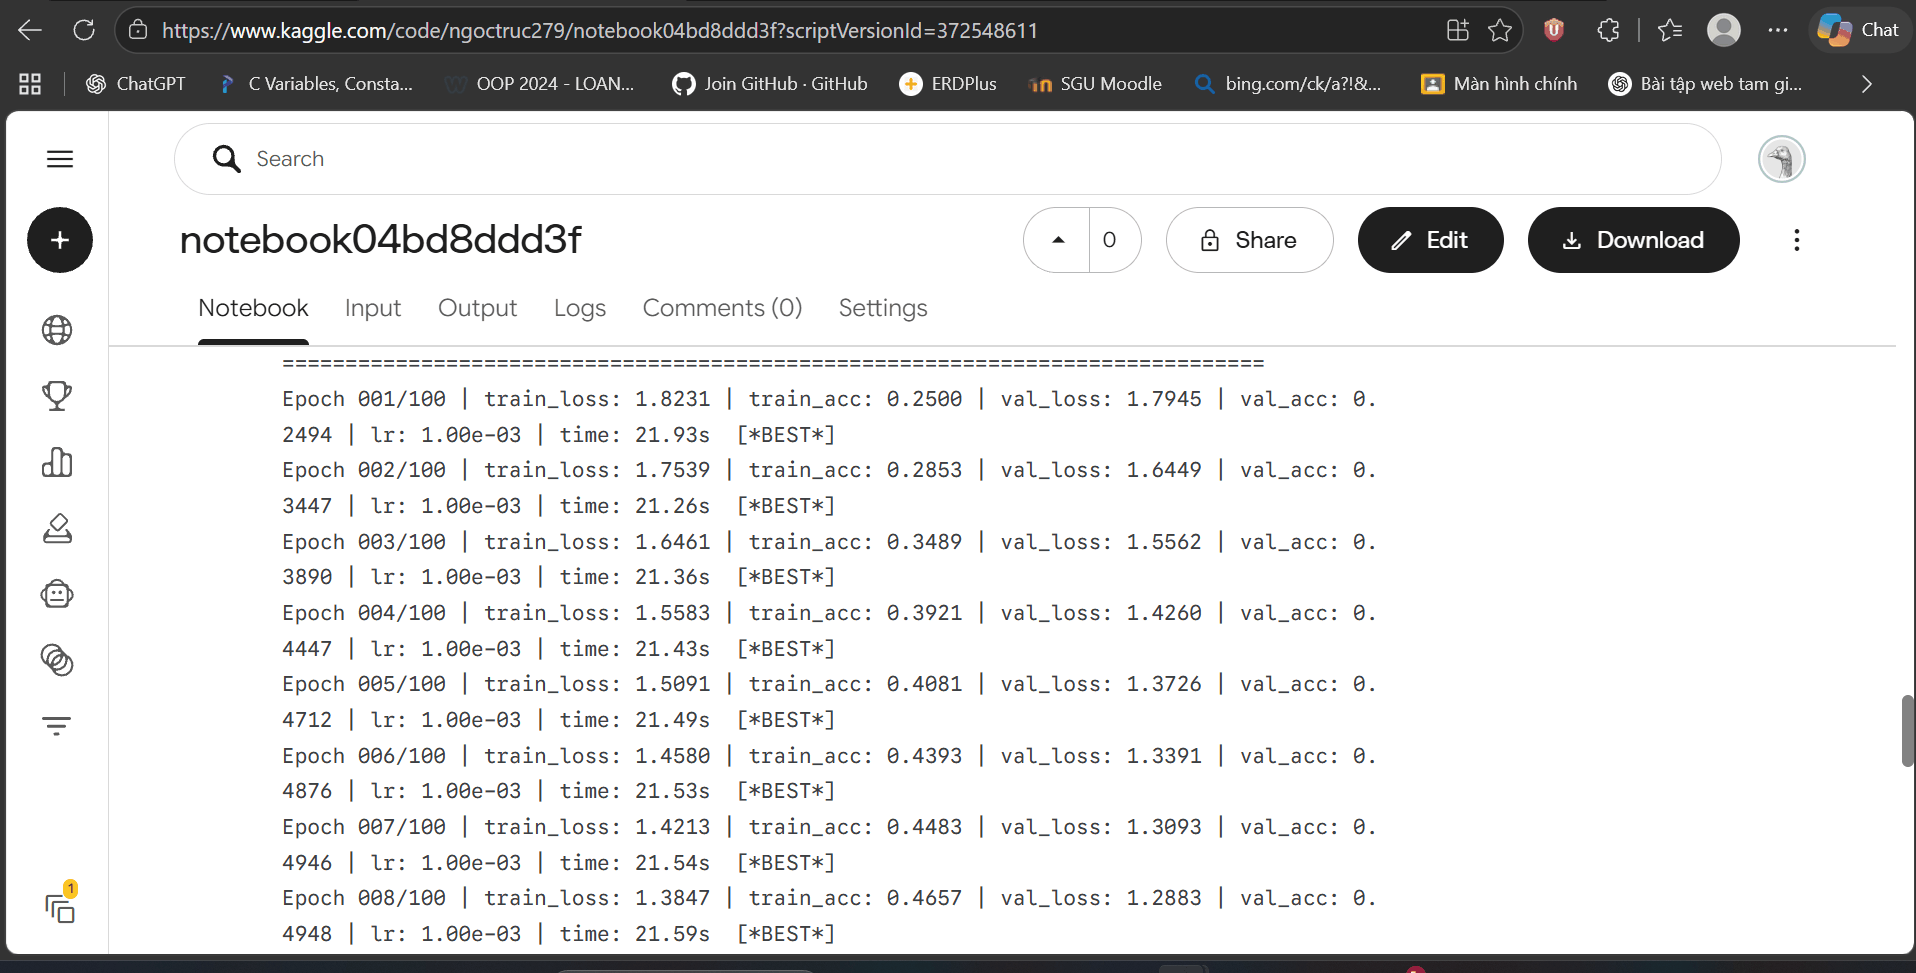 https://www.kaggle.com/code/ngoctruc279/notebook04bd8ddd3f?scriptVersionId=372548611
Chat
ChatGPT
C Variables, Consta...
OOP 2024 - LOAN...
Join GitHub · GitHub
ERDPlus
SGU Moodle
bing.com/ck/a?!&...
Màn hình chính
Bài tập web tam gi...
Search
notebook04bd8ddd3f
0
Share
Edit
Download
Notebook
Input
Output
Logs
Comments (0)
Settings
==============================================================================
Epoch 001/100 | train_loss: 1.8231 | train_acc: 0.2500 | val_loss: 1.7945 | val_acc: 0.
2494 | lr: 1.00e-03 | time: 21.93s  [*BEST*]
Epoch 002/100 | train_loss: 1.7539 | train_acc: 0.2853 | val_loss: 1.6449 | val_acc: 0.
3447 | lr: 1.00e-03 | time: 21.26s  [*BEST*]
Epoch 003/100 | train_loss: 1.6461 | train_acc: 0.3489 | val_loss: 1.5562 | val_acc: 0.
3890 | lr: 1.00e-03 | time: 21.36s  [*BEST*]
Epoch 004/100 | train_loss: 1.5583 | train_acc: 0.3921 | val_loss: 1.4260 | val_acc: 0.
4447 | lr: 1.00e-03 | time: 21.43s  [*BEST*]
Epoch 005/100 | train_loss: 1.5091 | train_acc: 0.4081 | val_loss: 1.3726 | val_acc: 0.
4712 | lr: 1.00e-03 | time: 21.49s  [*BEST*]
Epoch 006/100 | train_loss: 1.4580 | train_acc: 0.4393 | val_loss: 1.3391 | val_acc: 0.
4876 | lr: 1.00e-03 | time: 21.53s  [*BEST*]
Epoch 007/100 | train_loss: 1.4213 | train_acc: 0.4483 | val_loss: 1.3093 | val_acc: 0.
4946 | lr: 1.00e-03 | time: 21.54s  [*BEST*]
Epoch 008/100 | train_loss: 1.3847 | train_acc: 0.4657 | val_loss: 1.2883 | val_acc: 0.
4948 | lr: 1.00e-03 | time: 21.59s  [*BEST*]
1